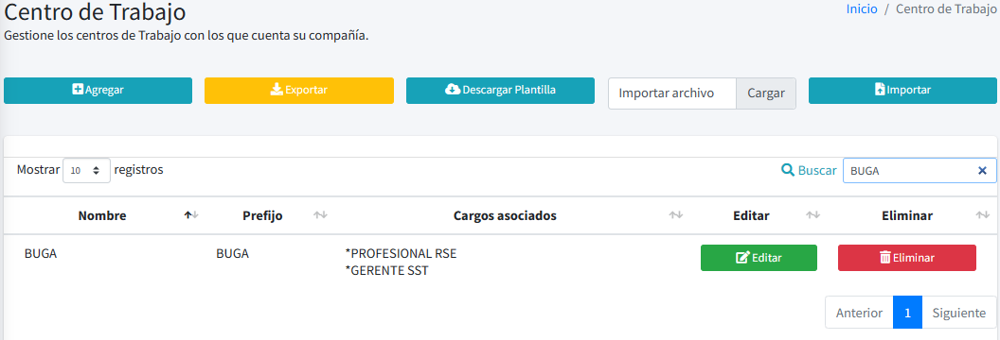 Centro de Trabajo
Inicio / Centro de Trabajo
Gestione los centros de Trabajo con los que cuenta su compañía.
Agregar
Exportar
Descargar Plantilla
Importar archivo
Cargar
Importar
Mostrar 10 registros
Buscar BUGA
Nombre Prefijo Cargos asociados Editar Eliminar
BUGA BUGA *PROFESIONAL RSE Editar Eliminar
*GERENTE SST
Anterior 1 Siguiente